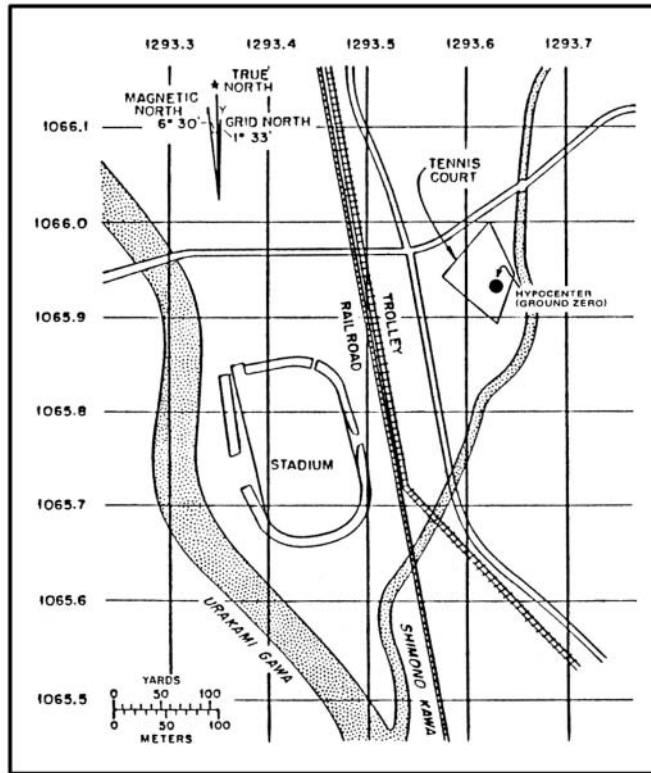 1293.3 1293.4 1293.5 1293.6 1293.7
TRUE
NORTH
MAGNETIC
NORTH
6° 30'
Y
GRID NORTH
1° 33'
1066.1
TENNIS
COURT
1066.0
HYPOCENTER
(GROUND ZERO)
1065.9
TROLLEY
RAILROAD
1065.8
STADIUM
1065.7
1065.6
URAKAMI GAWA
SHIMONO KAWA
1065.5
YARDS
0 50 100
0 50 100
METERS